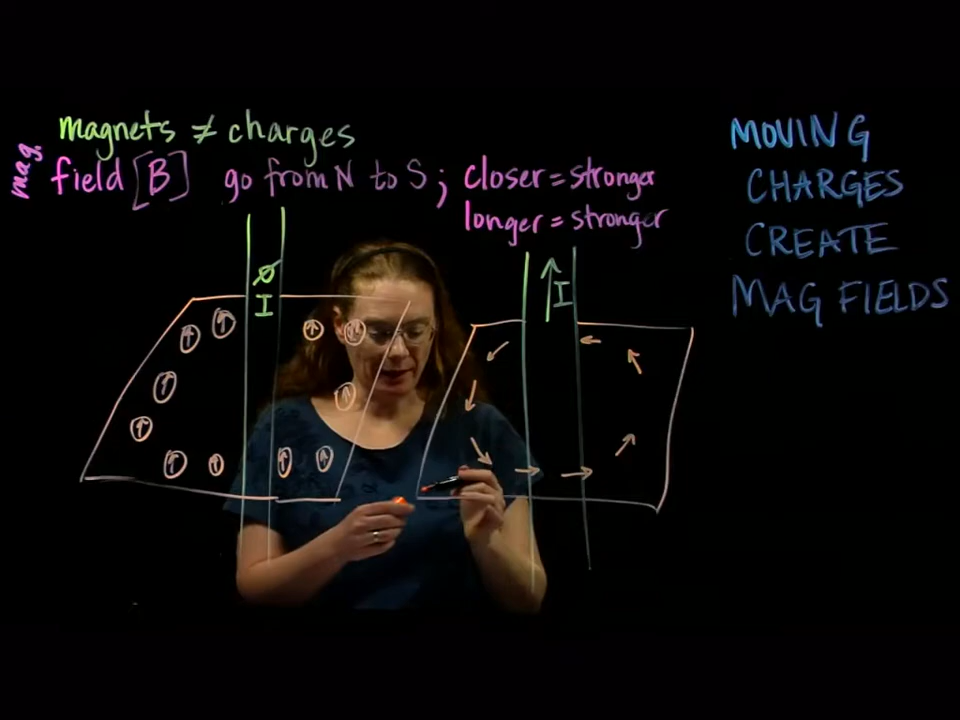 magnets ≠ charges
mag. field [B] go from N to S; closer = stronger
longer = stronger
MOVING
CHARGES
CREATE
MAG FIELDS
Ø
I
↑ I